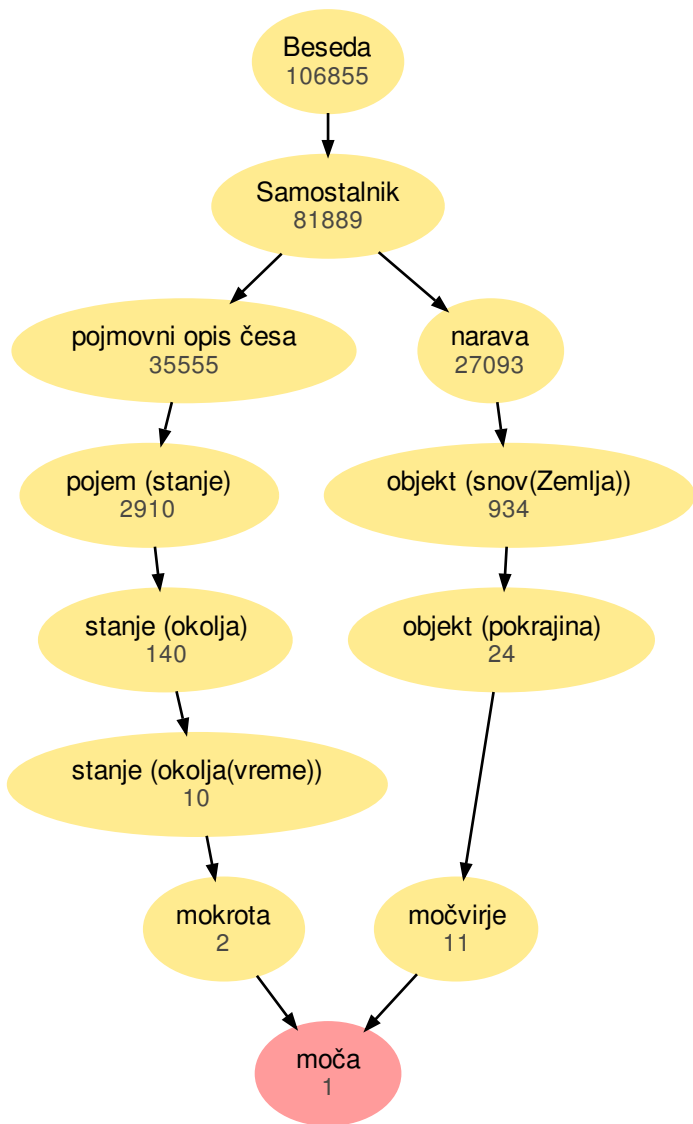 Beseda
106855
Samostalnik
81889
pojmovni opis česa
35555
narava
27093
pojem (stanje)
2910
objekt (snov(Zemlja))
934
stanje (okolja)
140
objekt (pokrajina)
24
stanje (okolja(vreme))
10
mokrota
2
močvirje
11
moča
1